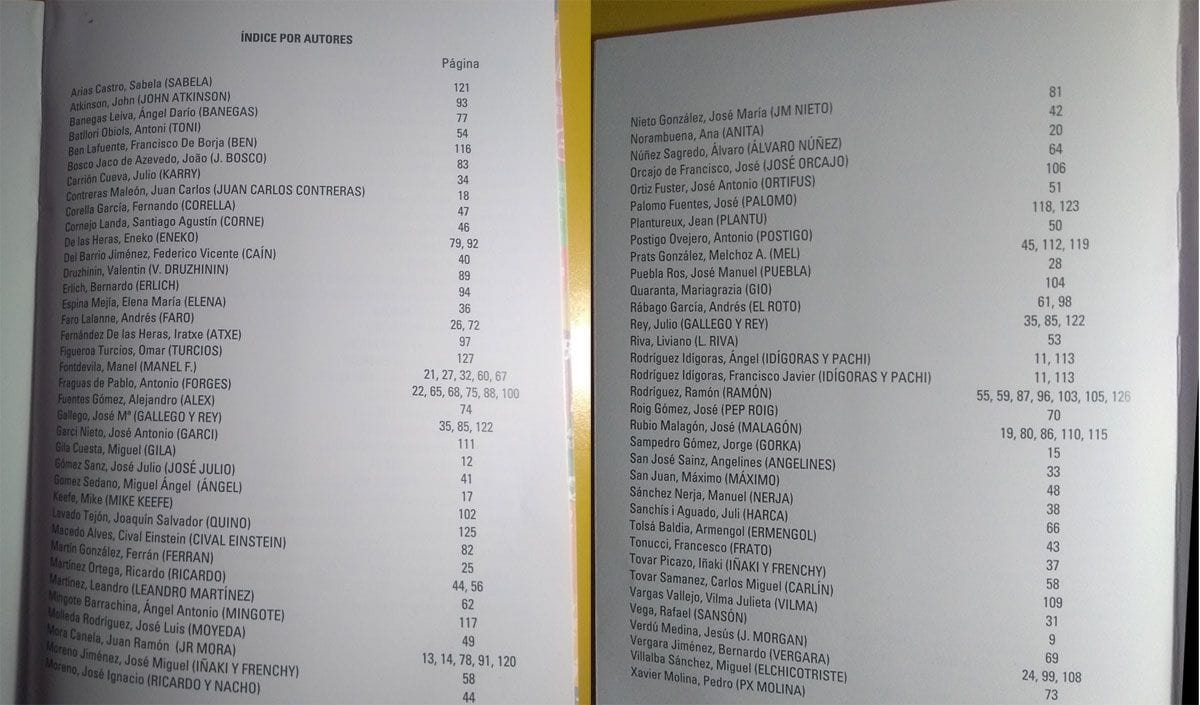 ÍNDICE POR AUTORES
Página
Arias Castro, Sabela (SABELA) 121
Atkinson, John (JOHN ATKINSON) 93
Banegas Leiva, Ángel Darío (BANEGAS) 77
Batllori Obiols, Antoni (TONI) 54
Ben Lafuente, Francisco De Borja (BEN) 116
Bosco Jaco de Azevedo, João (J. BOSCO) 83
Carrión Cueva, Julio (KARRY) 34
Contreras Maleón, Juan Carlos (JUAN CARLOS CONTRERAS) 18
Corella García, Fernando (CORELLA) 47
Cornejo Landa, Santiago Agustín (CORNE) 46
De las Heras, Eneko (ENEKO) 79, 92
Del Barrio Jiménez, Federico Vicente (CAÍN) 40
Druzhinin, Valentin (V. DRUZHININ) 89
Erlich, Bernardo (ERLICH) 94
Espina Mejía, Elena María (ELENA) 36
Faro Lalanne, Andrés (FARO) 26, 72
Fernández De las Heras, Iratxe (ATXE) 97
Figueroa Turcios, Omar (TURCIOS) 127
Fontdevila, Manel (MANEL F.) 21, 27, 32, 60, 67
Fraguas de Pablo, Antonio (FORGES) 22, 65, 68, 75, 88, 100
Fuentes Gómez, Alejandro (ALEX) 74
Gallego, José Mª (GALLEGO Y REY) 35, 85, 122
Garci Nieto, José Antonio (GARCI) 111
Gila Cuesta, Miguel (GILA) 12
Gómez Sanz, José Julio (JOSÉ JULIO) 41
Gomez Sedano, Miguel Ángel (ÁNGEL) 17
Keefe, Mike (MIKE KEEFE) 102
Lavado Tejón, Joaquín Salvador (QUINO) 125
Macedo Alves, Cival Einstein (CIVAL EINSTEIN) 82
Martín González, Ferrán (FERRAN) 25
Martínez Ortega, Ricardo (RICARDO) 44, 56
Martínez, Leandro (LEANDRO MARTÍNEZ) 62
Mingote Barrachina, Ángel Antonio (MINGOTE) 117
Molleda Rodríguez, José Luis (MOYEDA) 49
Mora Canela, Juan Ramón (JR MORA) 13, 14, 78, 91, 120
Moreno Jiménez, José Miguel (IÑAKI Y FRENCHY) 58
Moreno, José Ignacio (RICARDO Y NACHO) 44
Nieto González, José María (JM NIETO) 81
Norambuena, Ana (ANITA) 42
Núñez Sagredo, Álvaro (ÁLVARO NÚÑEZ) 20
Orcajo de Francisco, José (JOSÉ ORCAJO) 64
Ortiz Fuster, José Antonio (ORTIFUS) 106
Palomo Fuentes, José (PALOMO) 51
Plantureux, Jean (PLANTU) 118, 123
Postigo Ovejero, Antonio (POSTIGO) 50
Prats González, Melchoz A. (MEL) 45, 112, 119
Puebla Ros, José Manuel (PUEBLA) 28
Quaranta, Mariagrazia (GIO) 104
Rábago García, Andrés (EL ROTO) 61, 98
Rey, Julio (GALLEGO Y REY) 35, 85, 122
Riva, Liviano (L. RIVA) 53
Rodríguez Idígoras, Ángel (IDÍGORAS Y PACHI) 11, 113
Rodríguez Idígoras, Francisco Javier (IDÍGORAS Y PACHI) 11, 113
Rodríguez, Ramón (RAMÓN) 55, 59, 87, 96, 103, 105, 126
Roig Gómez, José (PEP ROIG) 70
Rubio Malagón, José (MALAGÓN) 19, 80, 86, 110, 115
Sampedro Gómez, Jorge (GORKA) 15
San José Sainz, Angelines (ANGELINES) 33
San Juan, Máximo (MÁXIMO) 48
Sánchez Nerja, Manuel (NERJA) 38
Sanchís i Aguado, Juli (HARCA) 66
Tolsá Baldia, Armengol (ERMENGOL) 43
Tonucci, Francesco (FRATO) 37
Tovar Picazo, Iñaki (IÑAKI Y FRENCHY) 58
Tovar Samanez, Carlos Miguel (CARLÍN) 109
Vargas Vallejo, Vilma Julieta (VILMA) 31
Vega, Rafael (SANSÓN) 9
Verdú Medina, Jesús (J. MORGAN) 69
Vergara Jiménez, Bernardo (VERGARA) 24, 99, 108
Villalba Sánchez, Miguel (ELCHICOTRISTE) 73
Xavier Molina, Pedro (PX MOLINA)